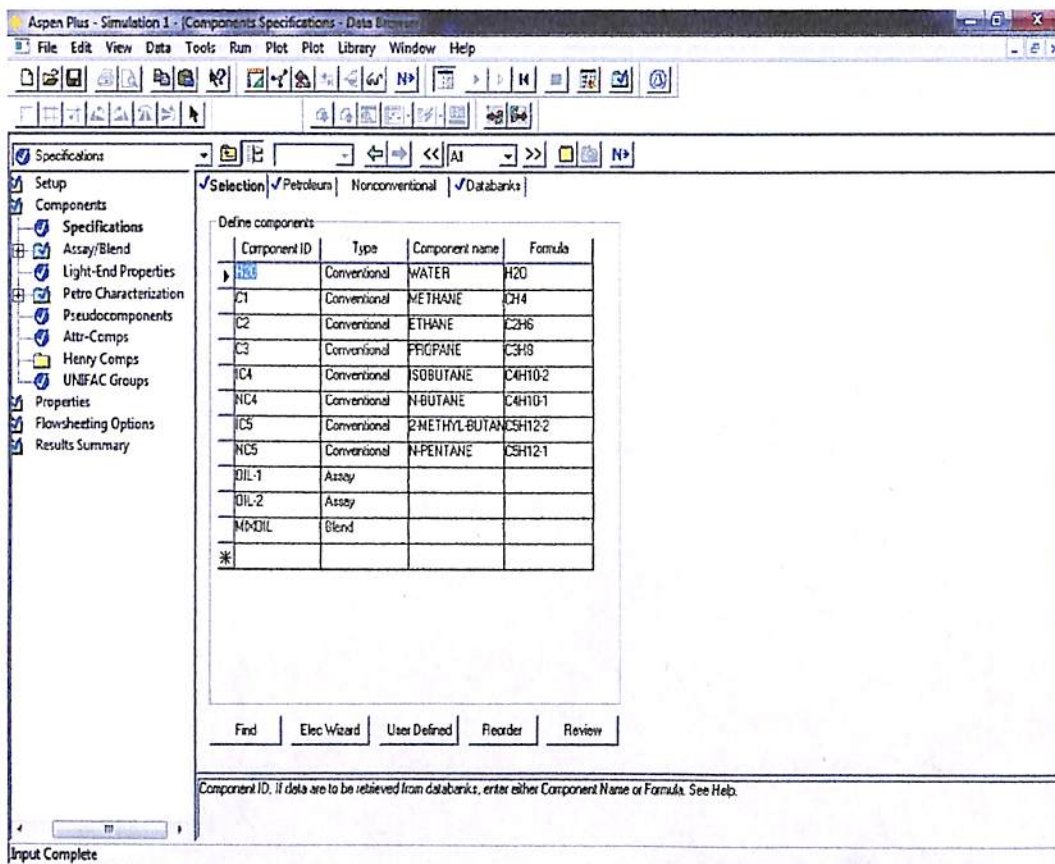 Aspen Plus - Simulation 1 - [Components Specifications - Data Browser]
File Edit View Data Tools Run Plot Plot Library Window Help
N>
Specifications All << >> N>
Setup
Components
Specifications
Assay/Blend
Light-End Properties
Petro Characterization
Pseudocomponents
Attr-Comps
Henry Comps
UNIFAC Groups
Properties
Flowsheeting Options
Results Summary
Selection Petroleum Nonconventional Databanks
Define components
Component ID Type Component name Formula
H2O Conventional WATER H2O
C1 Conventional METHANE CH4
C2 Conventional ETHANE C2H6
C3 Conventional PROPANE C3H8
IC4 Conventional ISOBUTANE C4H10-2
NC4 Conventional N-BUTANE C4H10-1
IC5 Conventional 2-METHYL-BUTAN C5H12-2
NC5 Conventional N-PENTANE C5H12-1
OIL-1 Assay
OIL-2 Assay
MIXOIL Blend
*
Find Elec Wizard User Defined Reorder Review
Component ID. If data are to be retrieved from databanks, enter either Component Name or Formula. See Help.
Input Complete